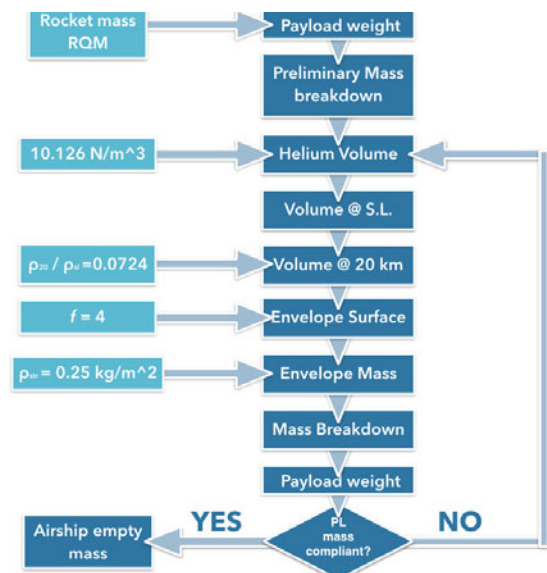 Rocket mass
RQM
Payload weight
Preliminary Mass
breakdown
10.126 N/m^3
Helium Volume
Volume @ S.L.
ρ₂₀ / ρsl =0.0724
Volume @ 20 km
f = 4
Envelope Surface
= 0.25 kg/m^2
Envelope Mass
Mass Breakdown
Payload weight
YES
PL
mass
compliant?
NO
Airship empty
mass